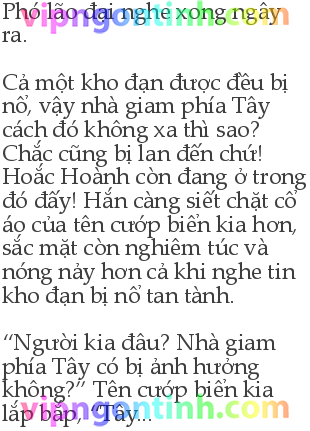 Phó lão đại nghe xong ngây
ra.
Cả một kho đạn được đều bị
nổ, vậy nhà giam phía Tây
cách đó không xa thì sao?
Chắc cũng bị lan đến chứ!
Hoắc Hoành còn đang ở trong
đó đấy! Hắn càng siết chặt cổ
áo của tên cướp biển kia hơn,
sắc mặt còn nghiêm túc và
nóng nảy hơn cả khi nghe tin
kho đạn bị nổ tan tành.
“Người kia đâu? Nhà giam
phía Tây có bị ảnh hưởng
không?” Tên cướp biển kia
lắp bắp, “Tây...
vipngontinh.com
vipngontinh.com